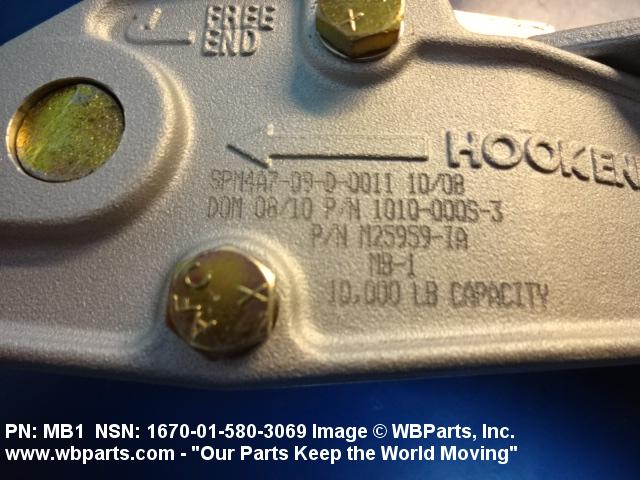 FREE
END
HOOKEN
SPM4A7-09-D-0011 10/08
DOM 08/10 P/N 1010-000S-3
P/N M25959-1A
MB-1
10,000 LB CAPACITY
AFC
X
PN: MB1 NSN: 1670-01-580-3069 Image © WBParts, Inc.
www.wbparts.com - "Our Parts Keep the World Moving"